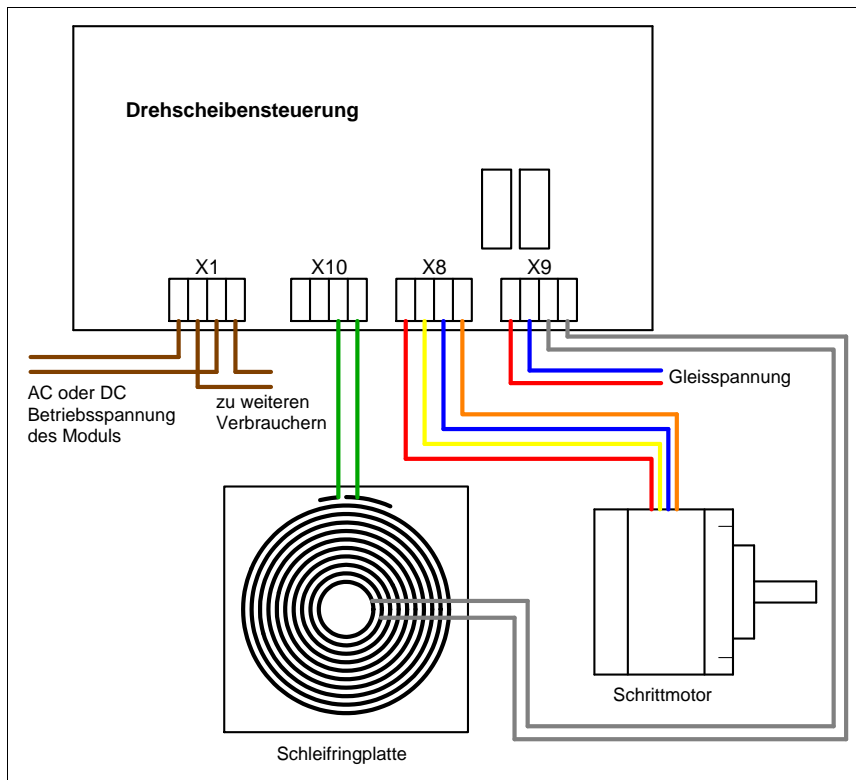 Drehscheibensteuerung
X1
X10
X8
X9
AC oder DC
Betriebsspannung
des Moduls
zu weiteren
Verbrauchern
Gleisspannung
Schrittmotor
Schleifringplatte